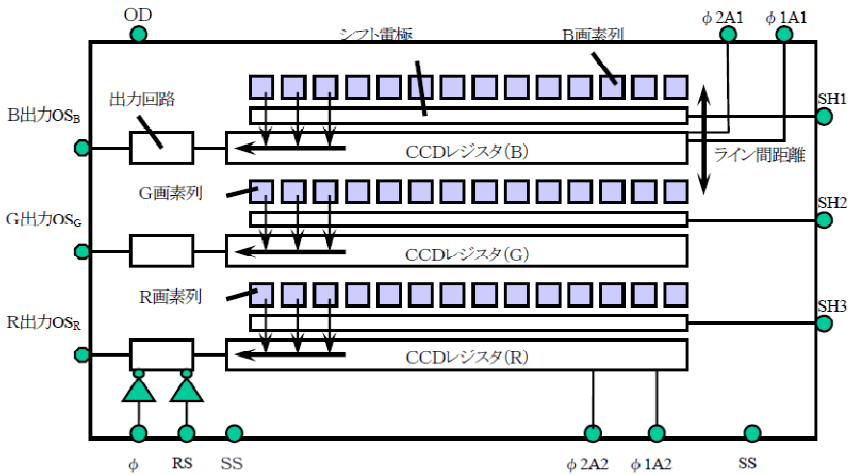 OD
φ2A1
φ1A1
シフト電極
B画素列
出力回路
SH1
B出力OSB
CCDレジスタ(B)
ライン間距離
G画素列
SH2
G出力OSG
CCDレジスタ(G)
R画素列
SH3
R出力OSR
CCDレジスタ(R)
φ
RS
SS
φ2A2
φ1A2
SS